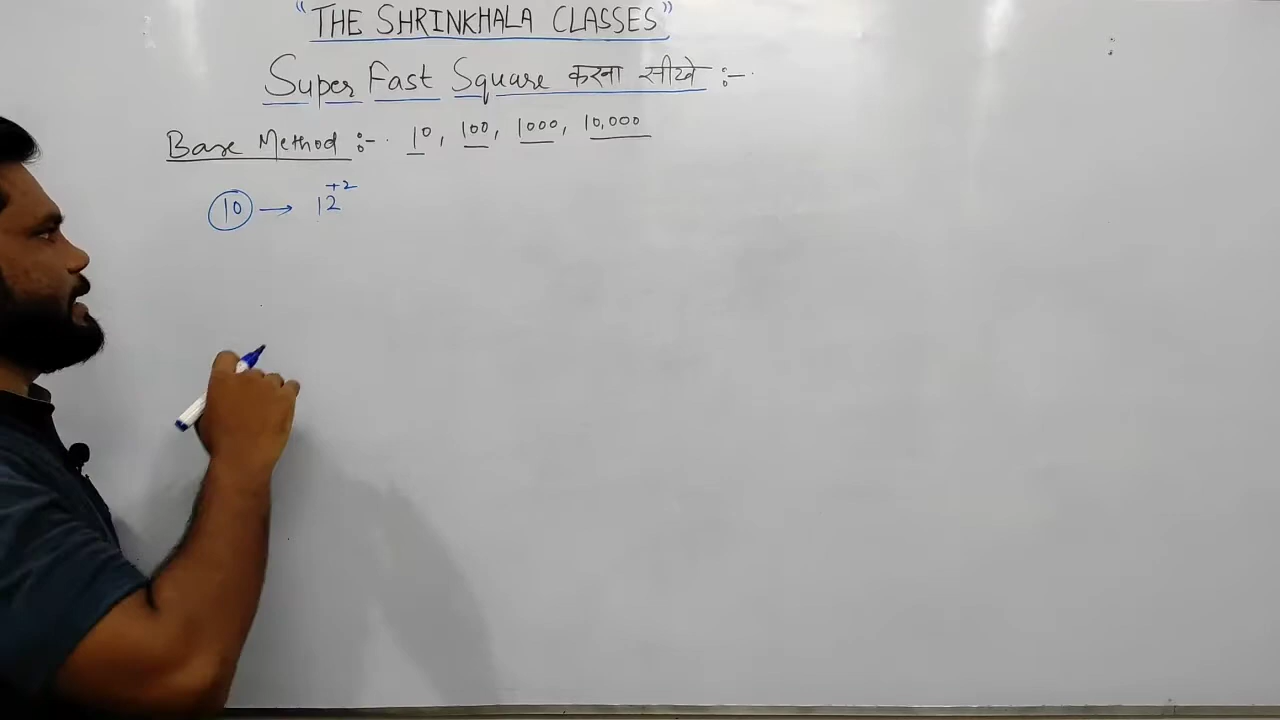 "THE SHRINKHALA CLASSES"
Super Fast Square करना सीखे :-
Base Method :- 10, 100, 1000, 10,000
10 → 12 +2